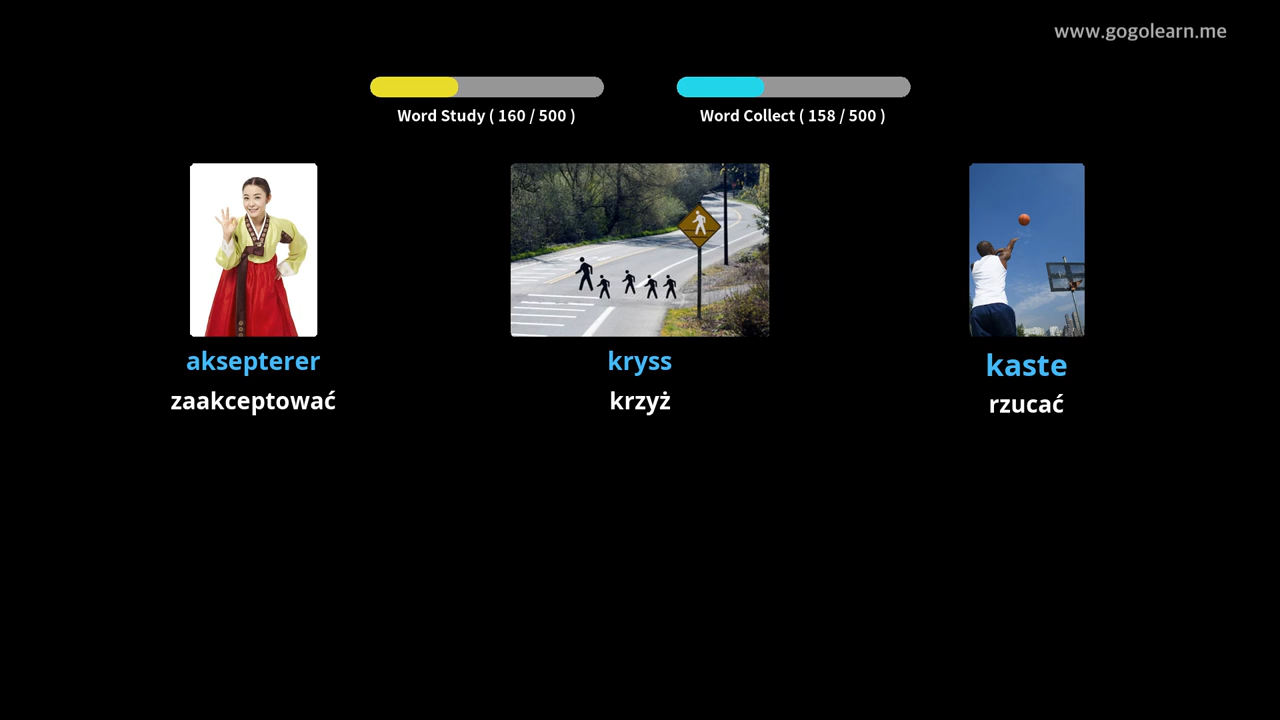 www.gogolearn.me
Word Study ( 160 / 500 )
Word Collect ( 158 / 500 )
aksepterer
kryss
kaste
zaakceptować
krzyż
rzucać